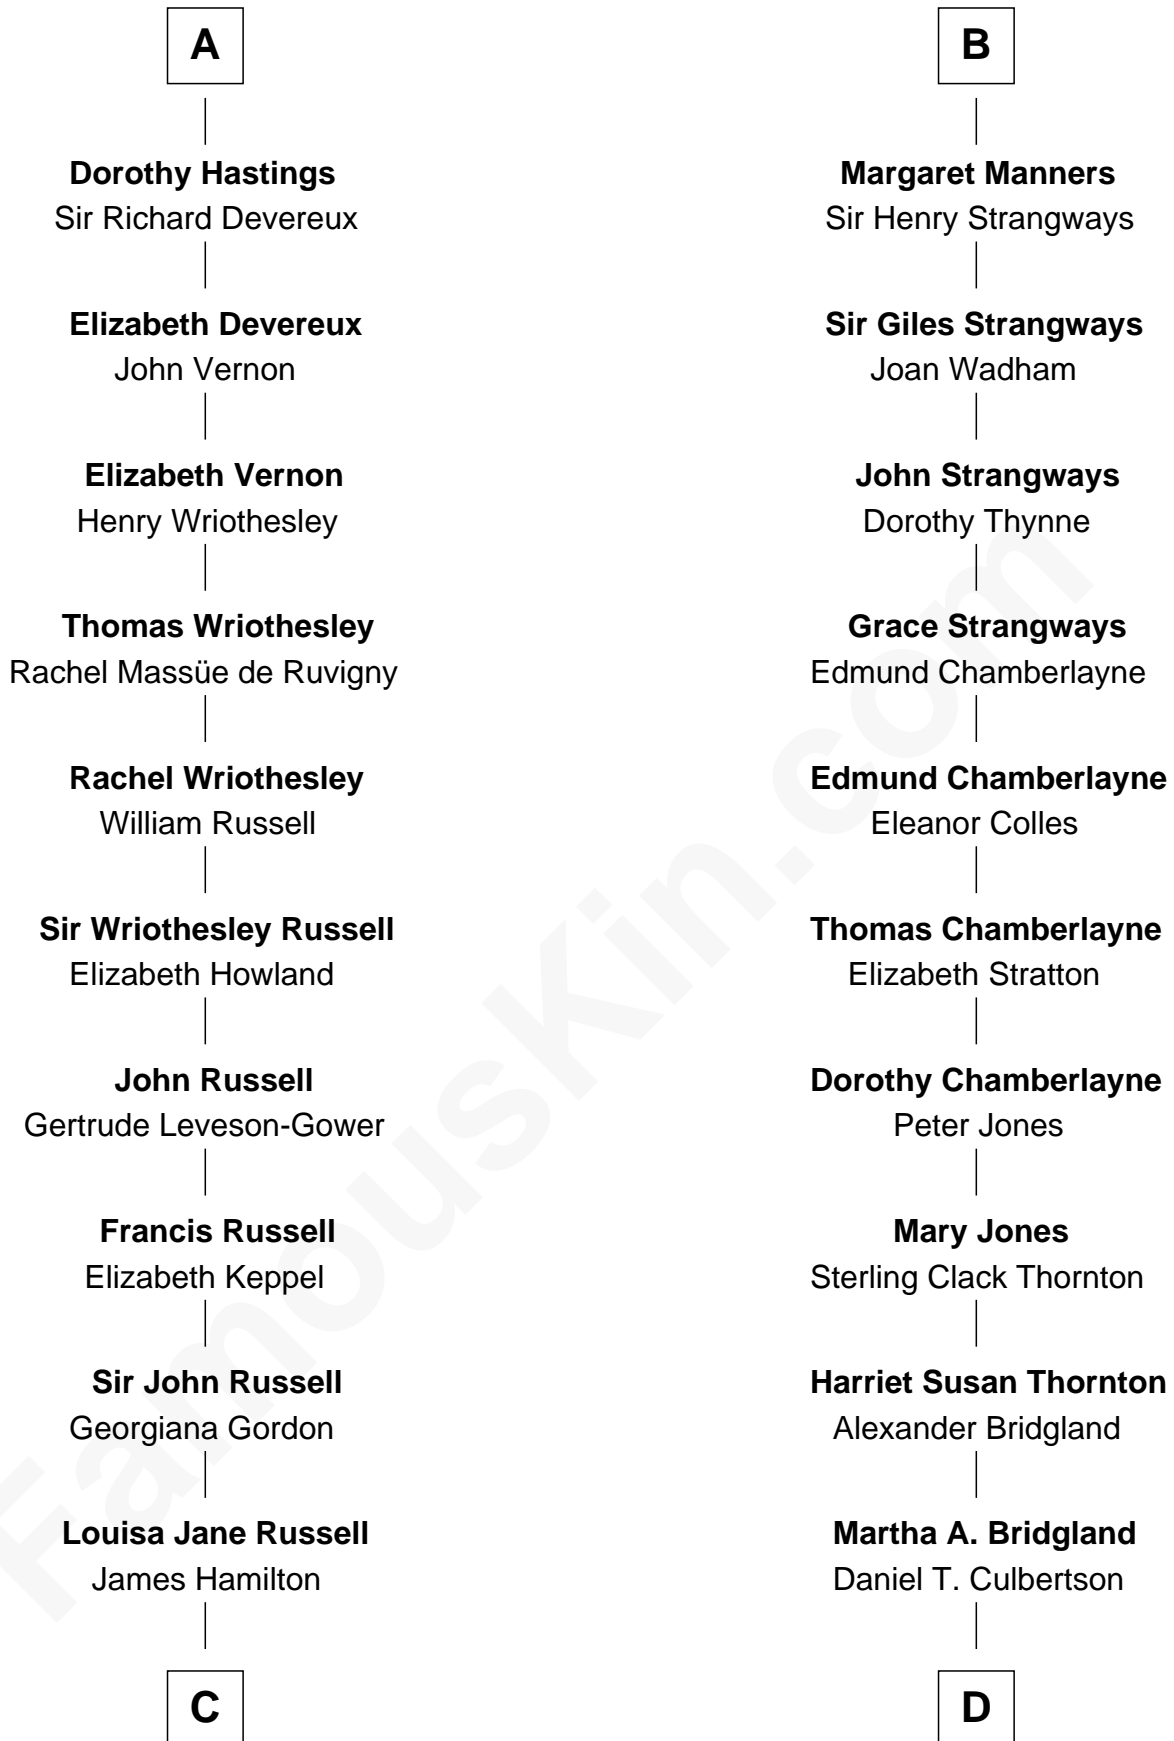 A
Dorothy Hastings
Sir Richard Devereux
Elizabeth Devereux
John Vernon
Elizabeth Vernon
Henry Wriothesley
Thomas Wriothesley
Rachel Massüe de Ruvigny
Rachel Wriothesley
William Russell
Sir Wriothesley Russell
Elizabeth Howland
John Russell
Gertrude Leveson-Gower
Francis Russell
Elizabeth Keppel
Sir John Russell
Georgiana Gordon
Louisa Jane Russell
James Hamilton
C
B
Margaret Manners
Sir Henry Strangways
Sir Giles Strangways
Joan Wadham
John Strangways
Dorothy Thynne
Grace Strangways
Edmund Chamberlayne
Edmund Chamberlayne
Eleanor Colles
Thomas Chamberlayne
Elizabeth Stratton
Dorothy Chamberlayne
Peter Jones
Mary Jones
Sterling Clack Thornton
Harriet Susan Thornton
Alexander Bridgland
Martha A. Bridgland
Daniel T. Culbertson
D
FamousKin.com